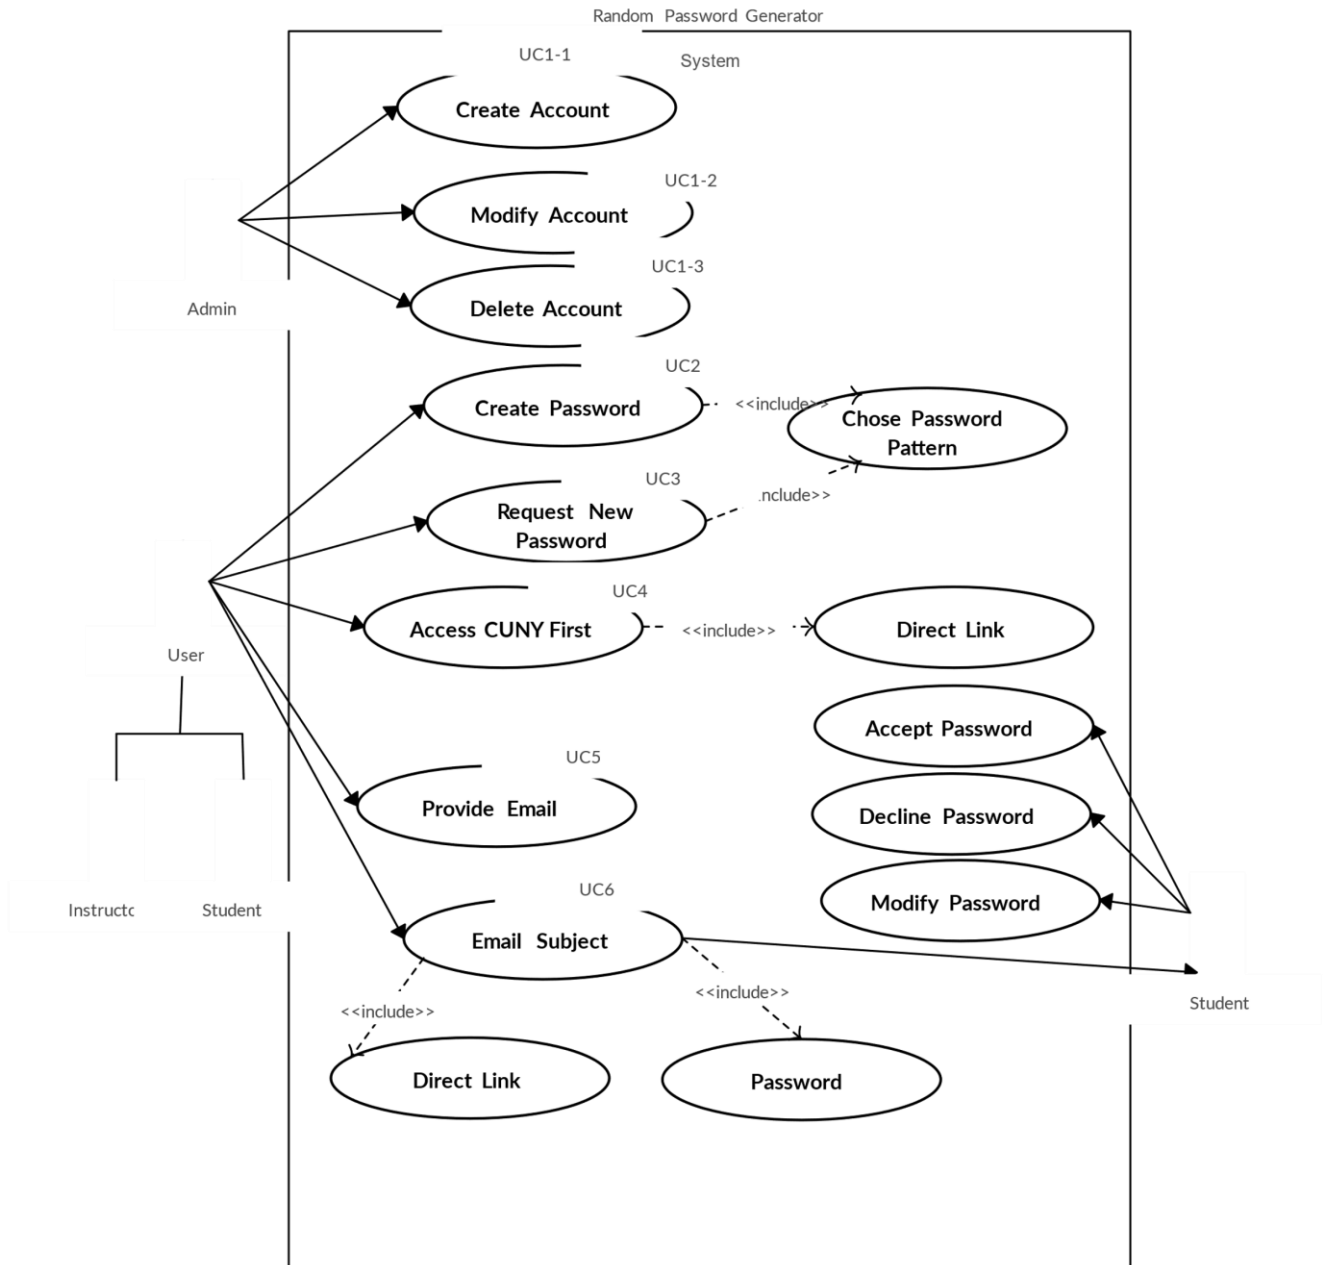 Random Password Generator
UC1-1
System
Create Account
UC1-2
Modify Account
UC1-3
Delete Account
Admin
UC2
Create Password
<<include>>
Chose Password
Pattern
UC3
Request New
Password
nclude>>
UC4
Access CUNY First
<<include>>
Direct Link
User
Accept Password
UC5
Provide Email
Decline Password
Modify Password
UC6
Instructo
Student
Email Subject
<<include>>
Student
<<include>>
Direct Link
Password